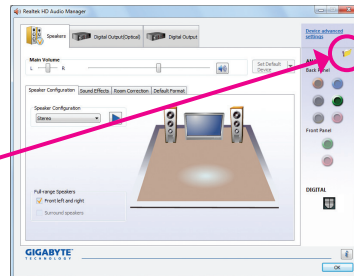 Realtek HD Audio Manager
Speakers
Digital Output(Optical)
Digital Output
Device advanced
settings
Main Volume
L
R
Set Default
Device
Speaker Configuration
Sound Effects
Room Correction
Default Format
Speaker Configuration
Stereo
Full-range Speakers
Front left and right
Surround speakers
Back Panel
Front Panel
DIGITAL
GIGABYTE
TECHNOLOGY
i
OK